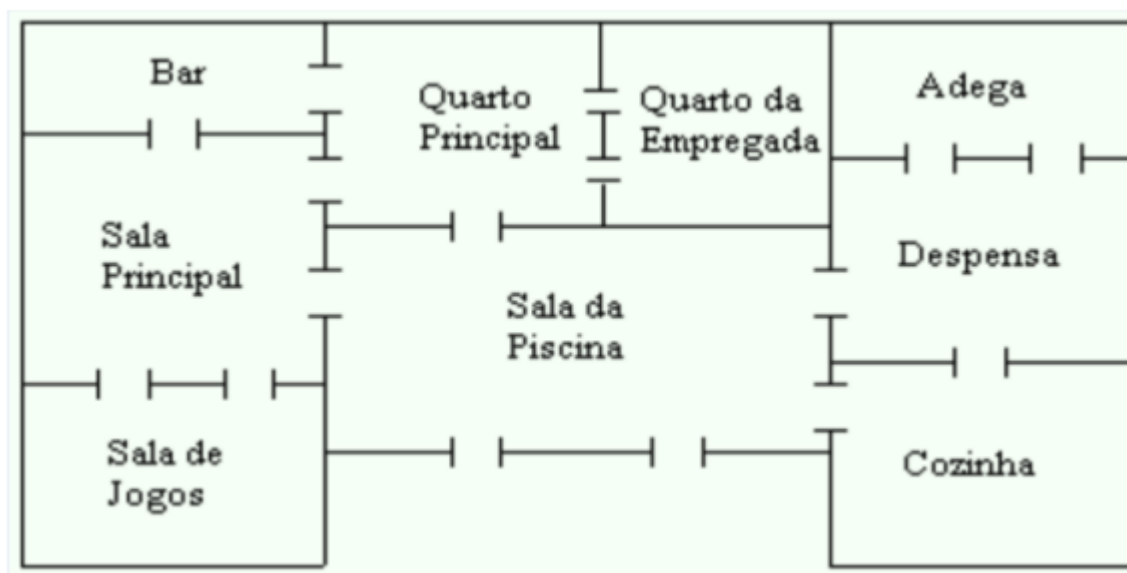 Bar
Quarto
Principal
Quarto da
Empregada
Adega
Sala
Principal
Sala da
Piscina
Despensa
Sala de
Jogos
Cozinha